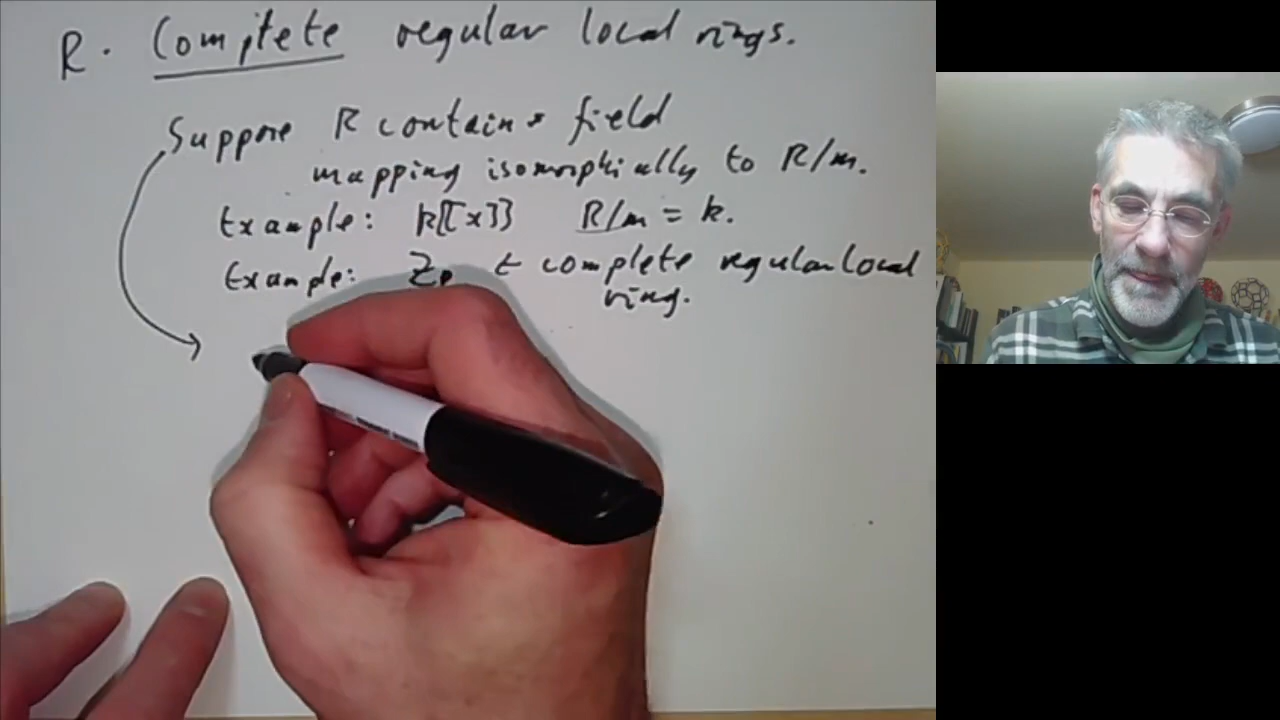 R. Complete regular local rings.
Suppose R contains field
mapping isomorphically to R/m.
Example: k[[x]] R/m = k.
Example: Zp ← complete regular local
ring.